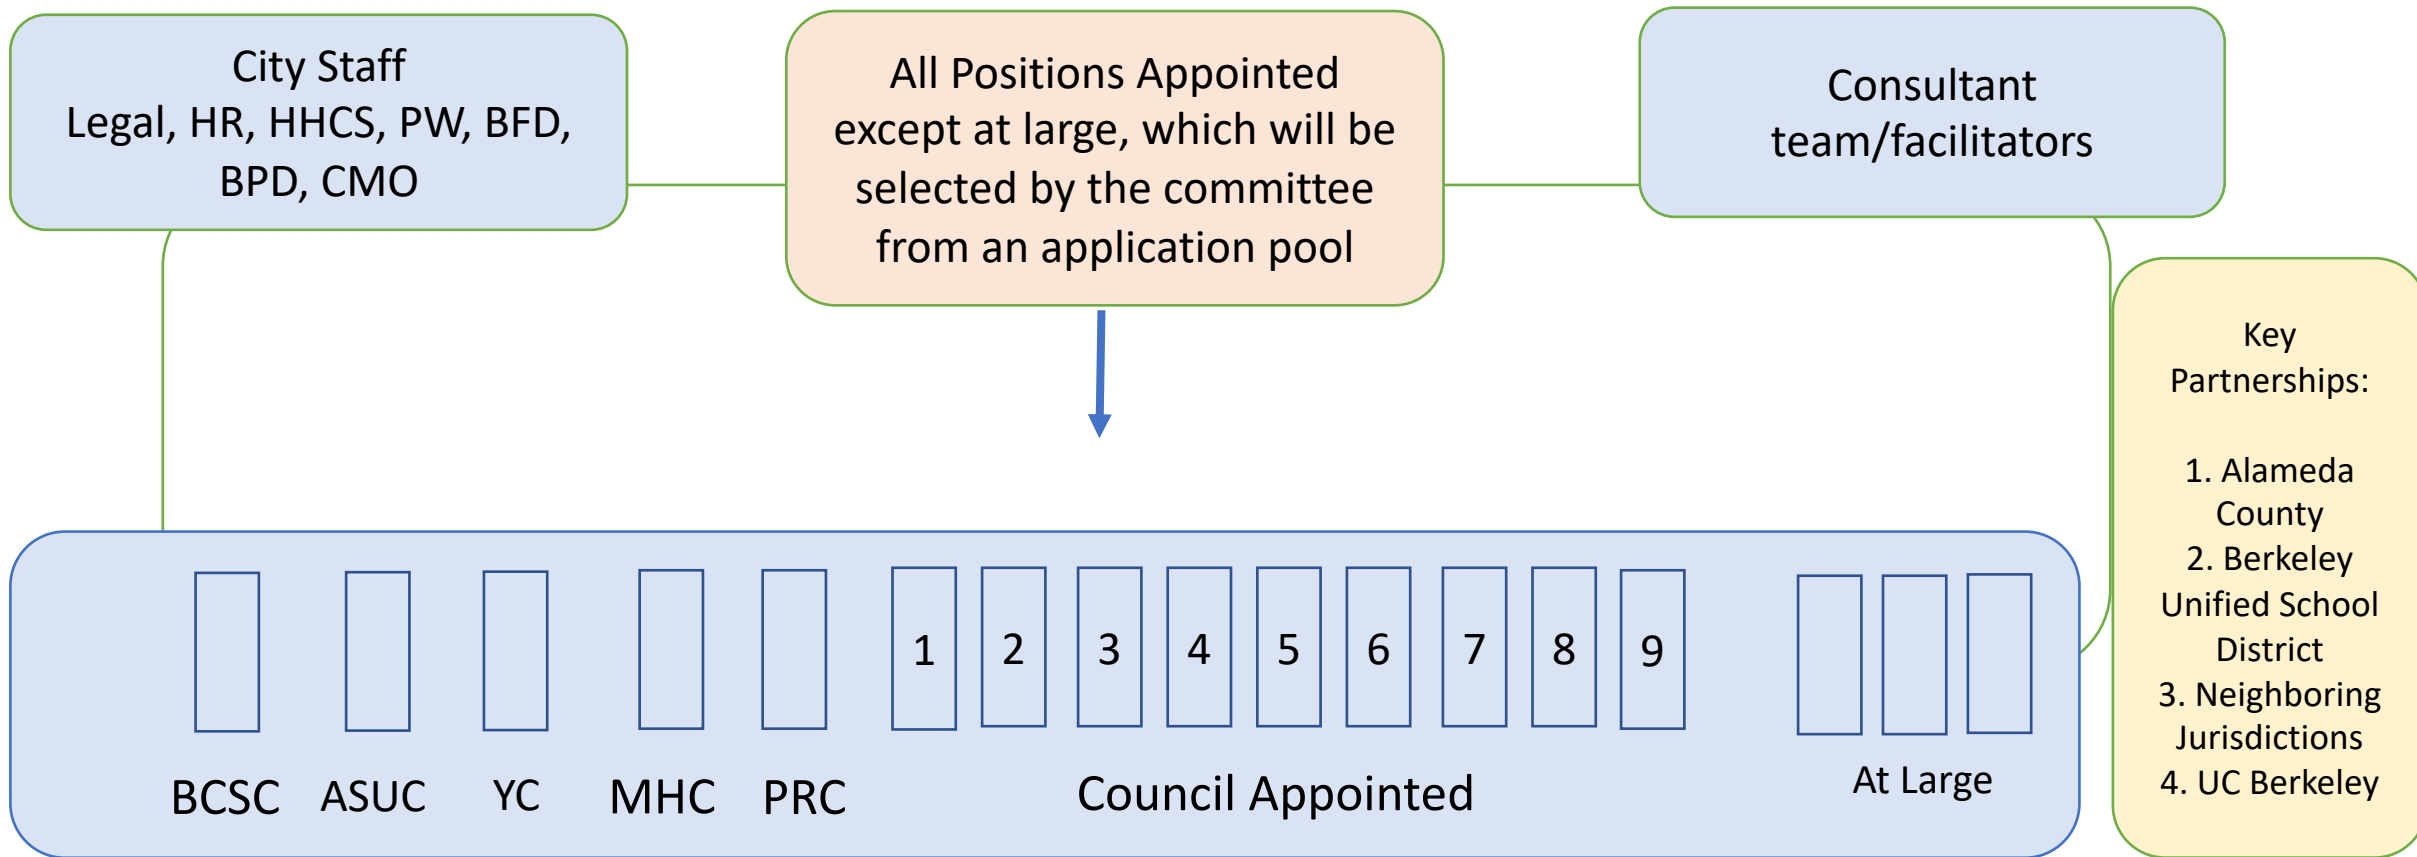 City Staff
Legal, HR, HHCS, PW, BFD,
BPD, CMO
All Positions Appointed
except at large, which will be
selected by the committee
from an application pool
Consultant
team/facilitators
Key
Partnerships:
1. Alameda
County
2. Berkeley
Unified School
District
3. Neighboring
Jurisdictions
4. UC Berkeley
1 2 3 4 5 6 7 8 9
BCSC ASUC YC MHC PRC Council Appointed At Large